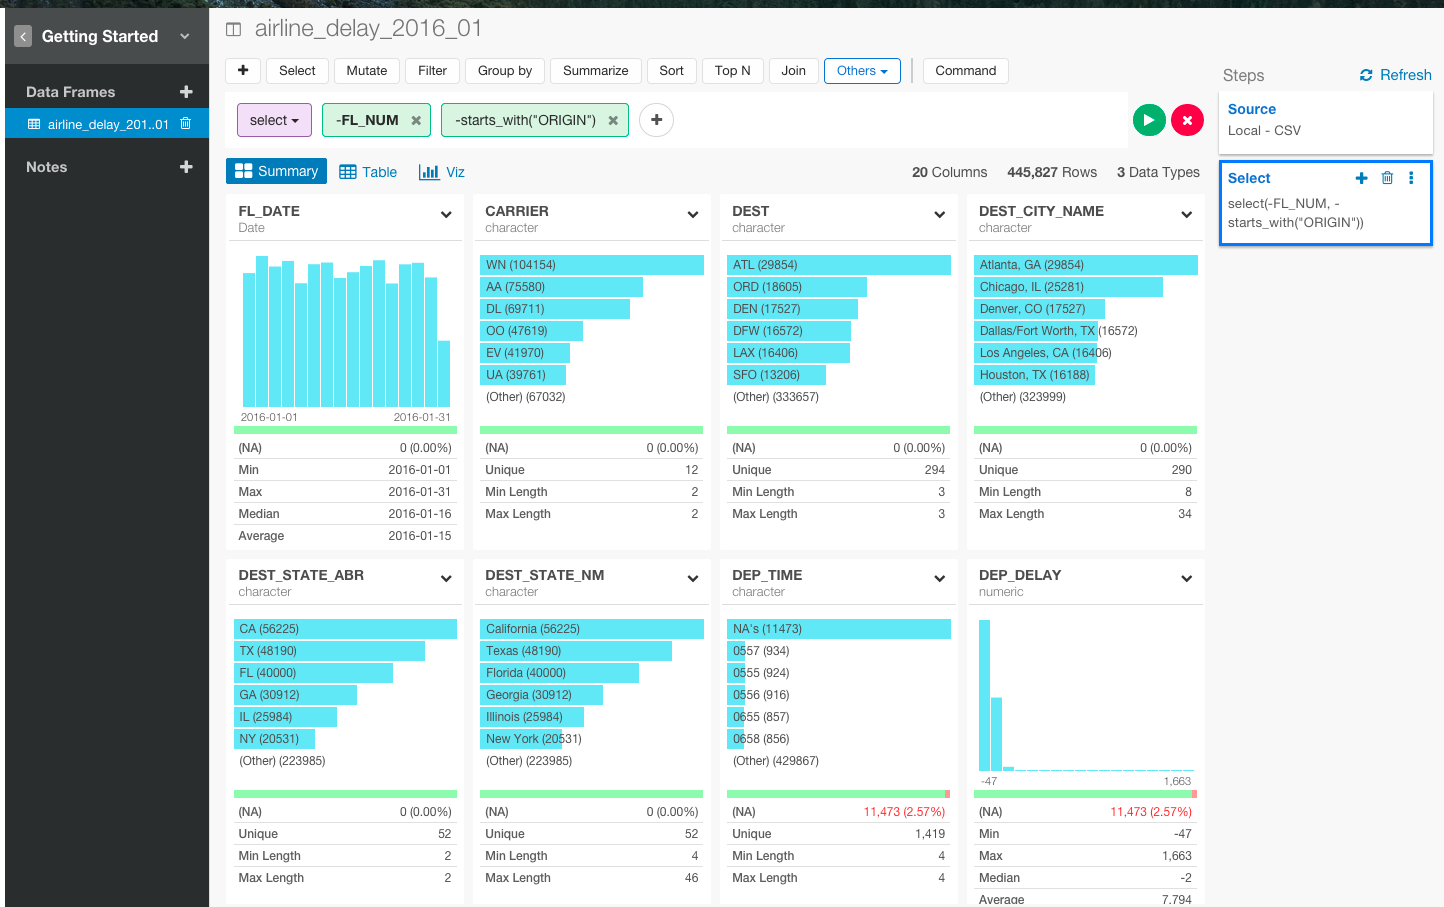 Getting Started
Data Frames
airline_delay_201..01
Notes
airline_delay_2016_01
Select Mutate Filter Group by Summarize Sort Top N Join Others Command
select -FL_NUM -starts_with("ORIGIN")
Summary Table Viz 20 Columns 445,827 Rows 3 Data Types
Steps Refresh
Source
Local - CSV
Select
select(-FL_NUM, -
starts_with("ORIGIN"))
FL_DATE
Date
2016-01-01 2016-01-31
(NA) 0 (0.00%)
Min 2016-01-01
Max 2016-01-31
Median 2016-01-16
Average 2016-01-15
CARRIER
character
WN (104154)
AA (75580)
DL (69711)
OO (47619)
EV (41970)
UA (39761)
(Other) (67032)
(NA) 0 (0.00%)
Unique 12
Min Length 2
Max Length 2
DEST
character
ATL (29854)
ORD (18605)
DEN (17527)
DFW (16572)
LAX (16406)
SFO (13206)
(Other) (333657)
(NA) 0 (0.00%)
Unique 294
Min Length 3
Max Length 3
DEST_CITY_NAME
character
Atlanta, GA (29854)
Chicago, IL (25281)
Denver, CO (17527)
Dallas/Fort Worth, TX (16572)
Los Angeles, CA (16406)
Houston, TX (16188)
(Other) (323999)
(NA) 0 (0.00%)
Unique 290
Min Length 8
Max Length 34
DEST_STATE_ABR
character
CA (56225)
TX (48190)
FL (40000)
GA (30912)
IL (25984)
NY (20531)
(Other) (223985)
(NA) 0 (0.00%)
Unique 52
Min Length 2
Max Length 2
DEST_STATE_NM
character
California (56225)
Texas (48190)
Florida (40000)
Georgia (30912)
Illinois (25984)
New York (20531)
(Other) (223985)
(NA) 0 (0.00%)
Unique 52
Min Length 4
Max Length 46
DEP_TIME
character
NA's (11473)
0557 (934)
0555 (924)
0556 (916)
0655 (857)
0658 (856)
(Other) (429867)
(NA) 11,473 (2.57%)
Unique 1,419
Min Length 4
Max Length 4
DEP_DELAY
numeric
-47 1,663
(NA) 11,473 (2.57%)
Min -47
Max 1,663
Median -2
Average 7.794